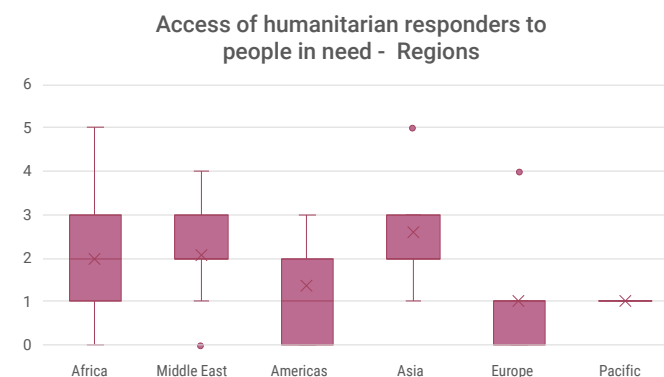 Access of humanitarian responders to
people in need - Regions
6
5
4
3
2
1
0
Africa Middle East Americas Asia Europe Pacific